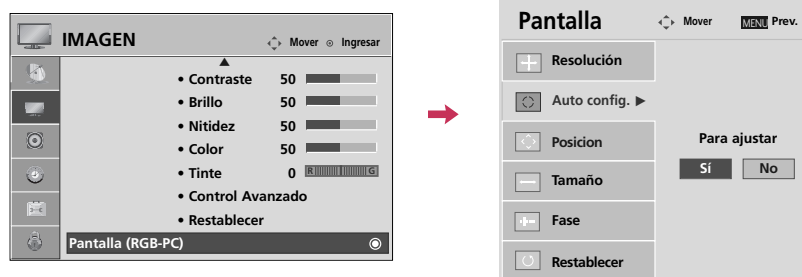 IMAGEN
Mover
Ingresar
• Contraste 50
• Brillo 50
• Nitidez 50
• Color 50
• Tinte 0 R G
• Control Avanzado
• Restablecer
Pantalla (RGB-PC)
Pantalla
Mover
MENU Prev.
Resolución
Auto config. ►
Posicion
Tamaño
Fase
Restablecer
Para ajustar
Sí No